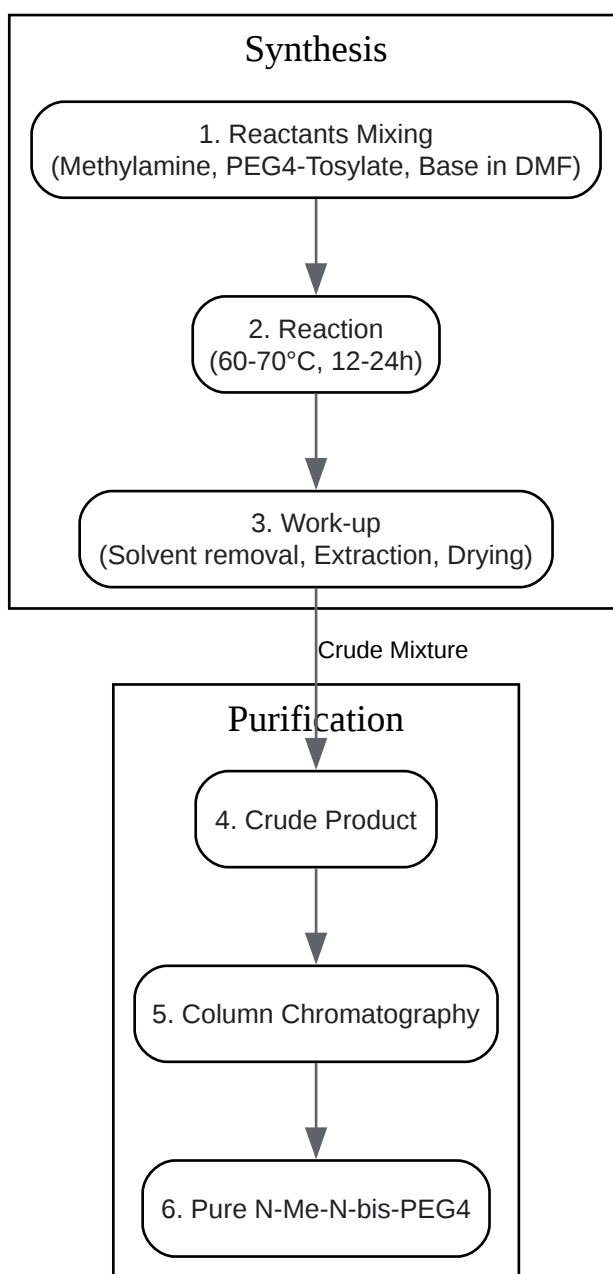 Synthesis
1. Reactants Mixing
(Methylamine, PEG4-Tosylate, Base in DMF)
2. Reaction
(60-70°C, 12-24h)
3. Work-up
(Solvent removal, Extraction, Drying)
Crude Mixture
Purification
4. Crude Product
5. Column Chromatography
6. Pure N-Me-N-bis-PEG4